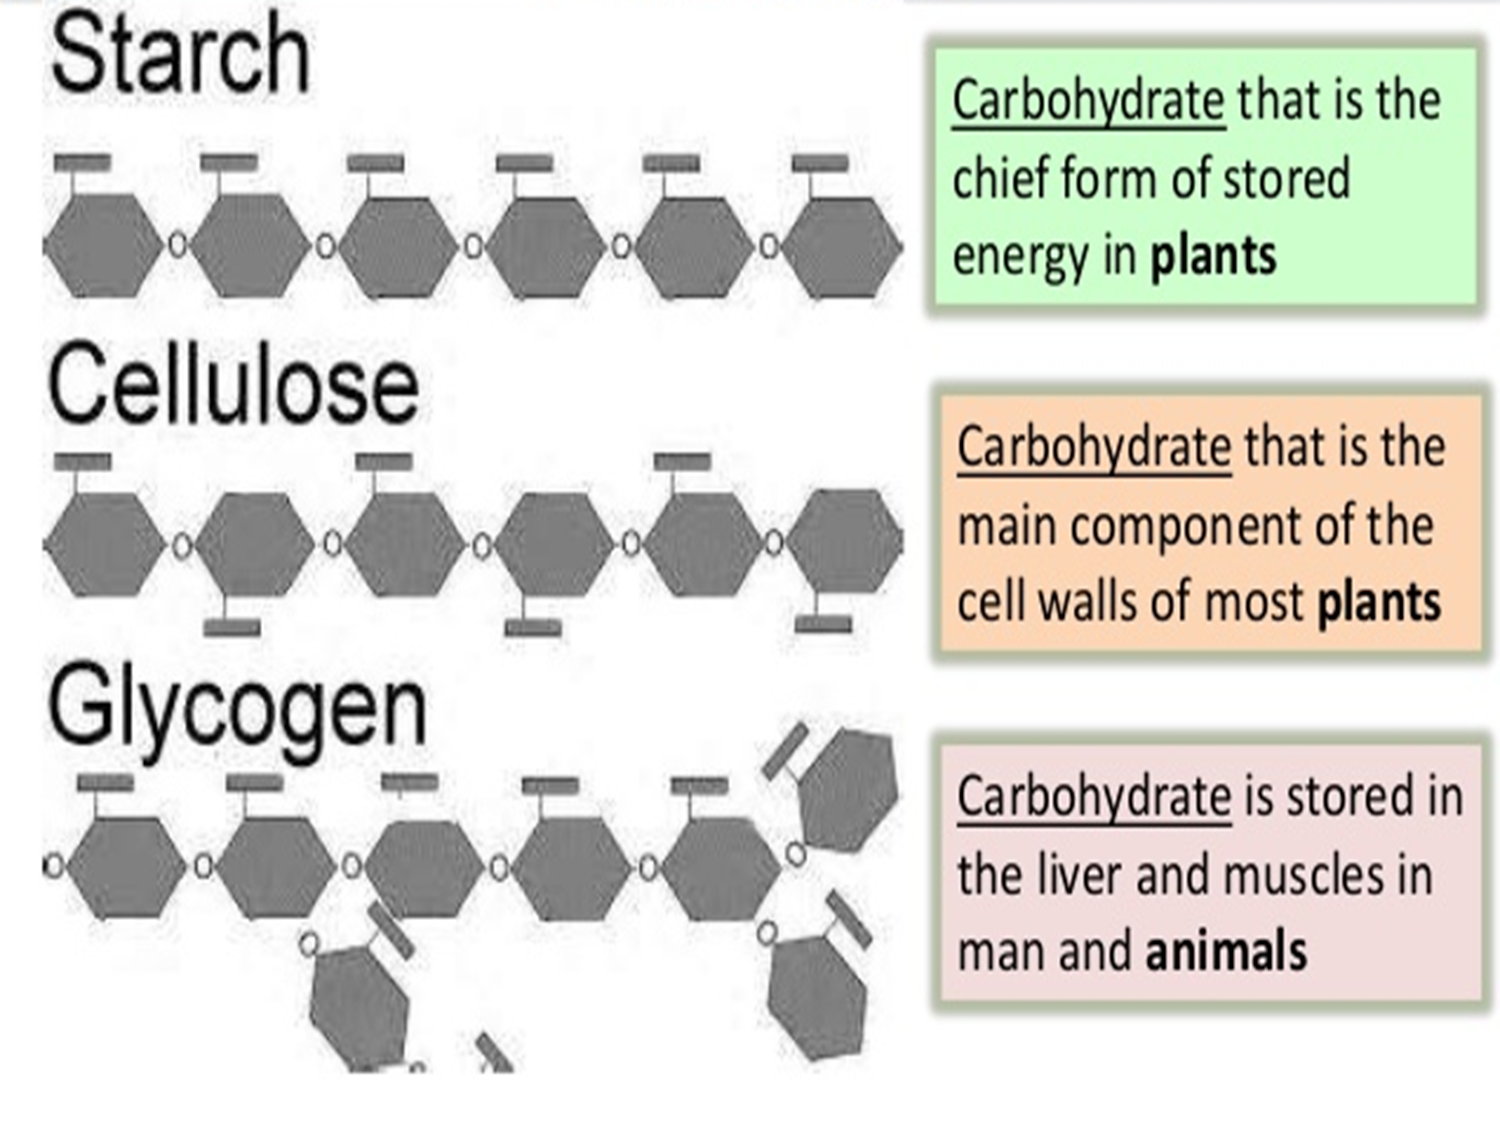 Starch
Carbohydrate that is the
chief form of stored
energy in plants
O O O O O
Cellulose
Carbohydrate that is the
main component of the
cell walls of most plants
O O O O O
Glycogen
Carbohydrate is stored in
the liver and muscles in
man and animals
O O O O O O
O O